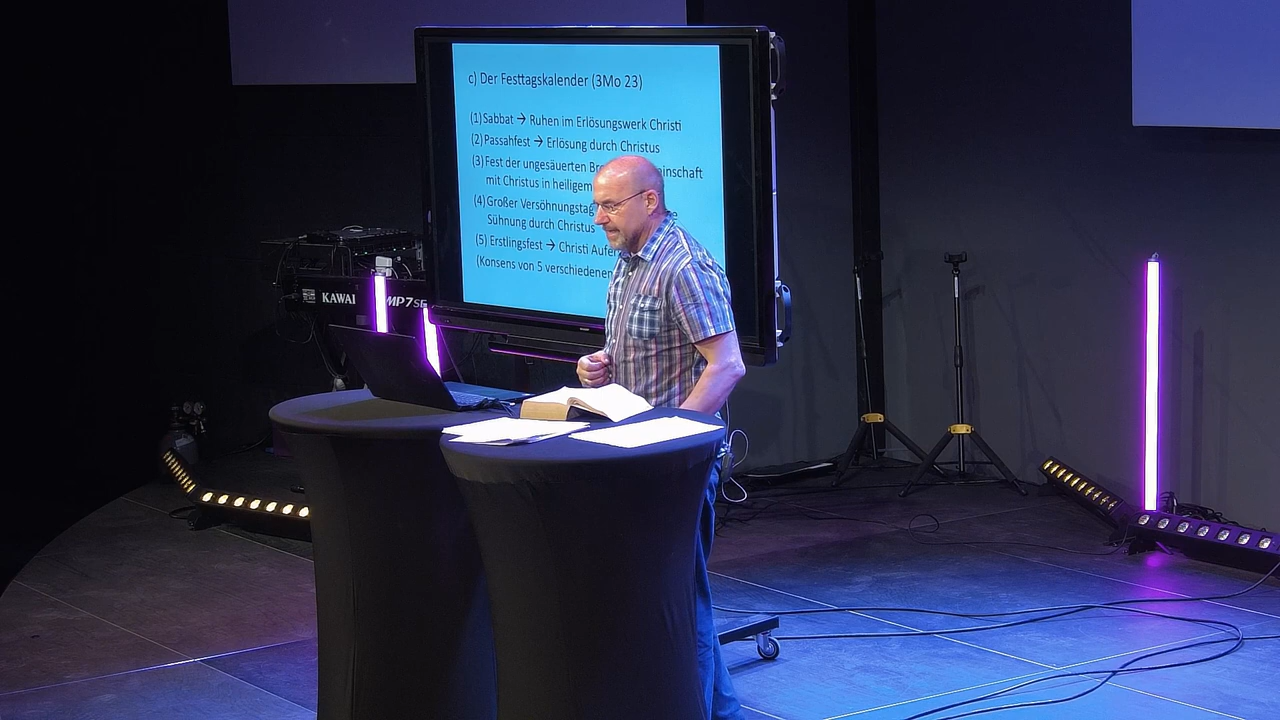 c) Der Festtagskalender (3Mo 23)
(1) Sabbat → Ruhen im Erlösungswerk Christi
(2) Passahfest → Erlösung durch Christus
(3) Fest der ungesäuerten
mit Christus in heiligem
(4) Großer Versöhnungstag
Sühnung durch Christus
(5) Erstlingsfest → Christi
(Konsens von 5 verschiedenen
KAWAI MP7SE